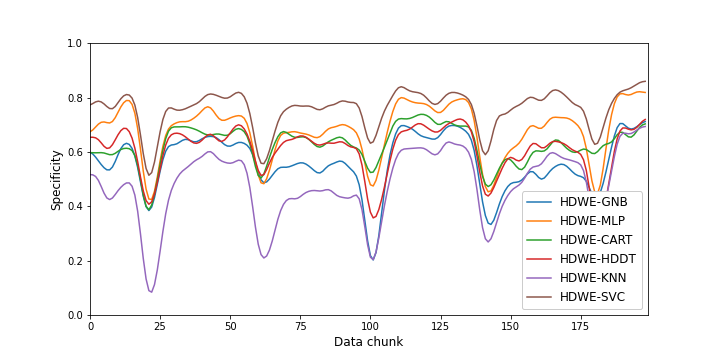 1.0
0.8
0.6
0.4
0.2
0.0
Specificity
0
25
50
75
100
125
150
175
Data chunk
HDWE-GNB
HDWE-MLP
HDWE-CART
HDWE-HDDT
HDWE-KNN
HDWE-SVC